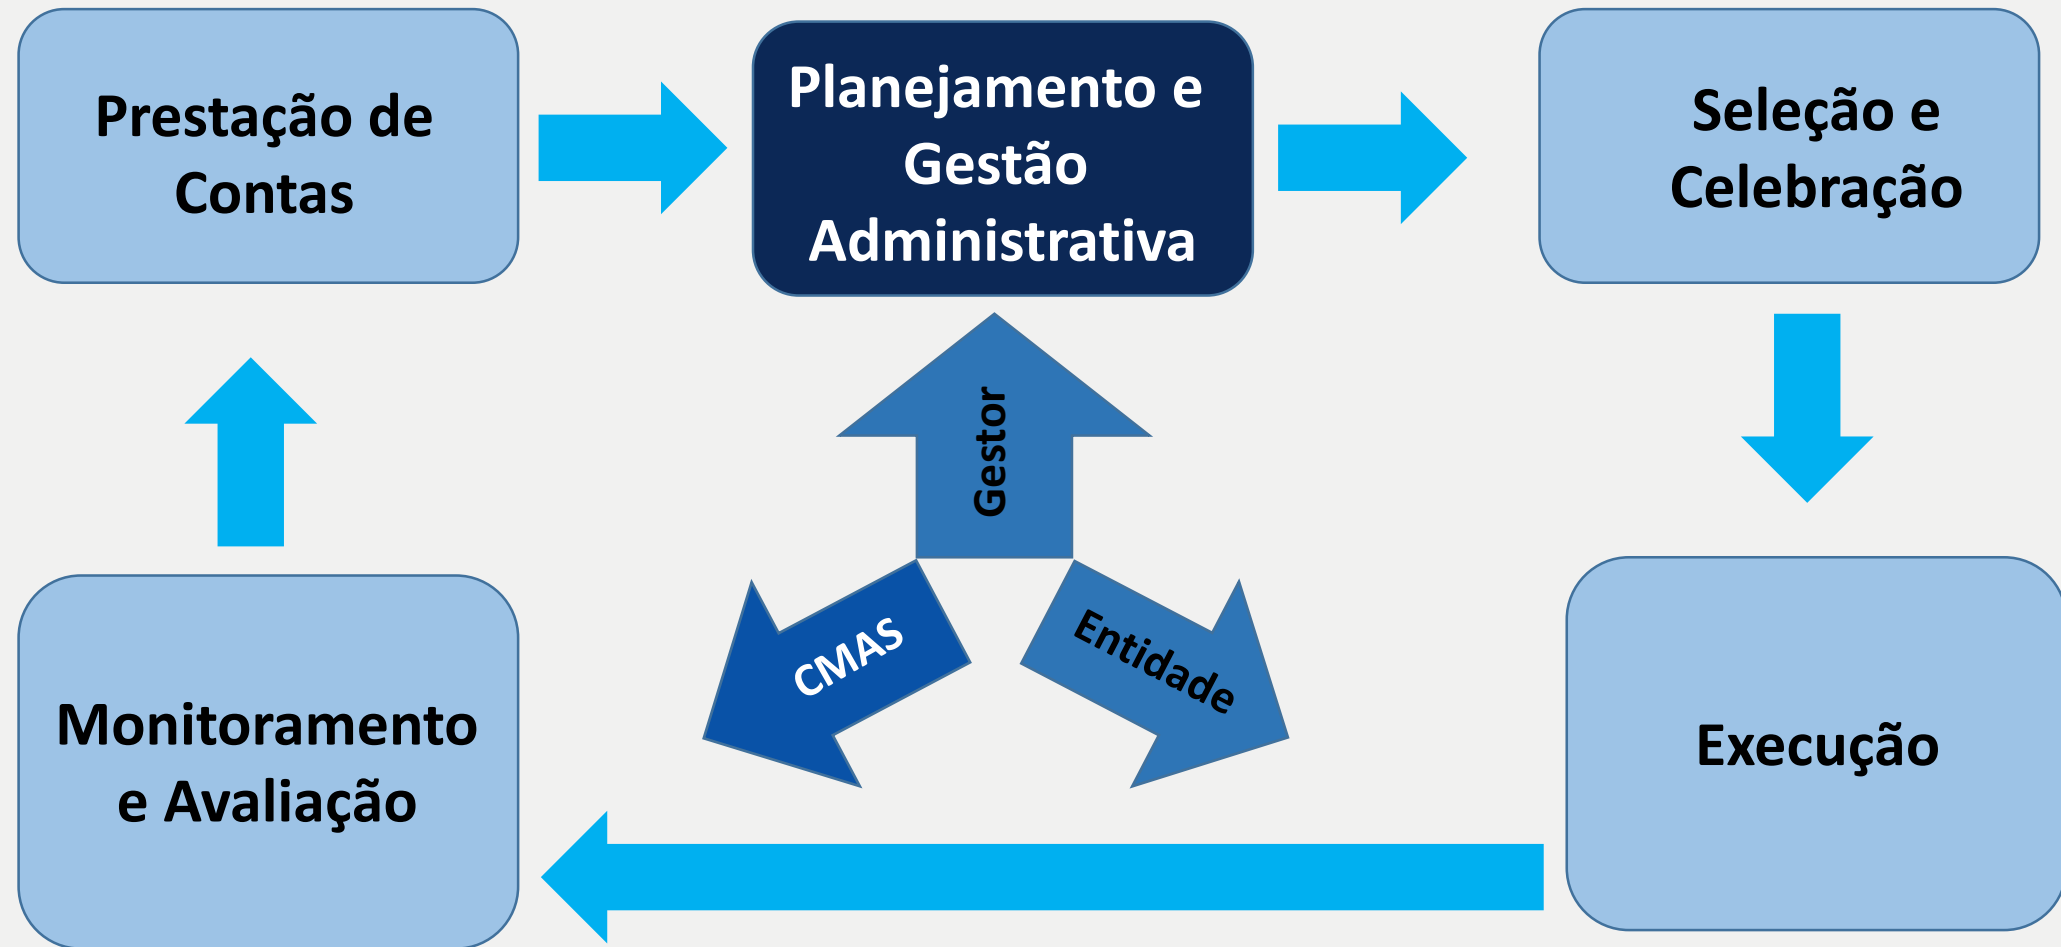 Prestação de
Contas
Planejamento e
Gestão
Administrativa
Seleção e
Celebração
Gestor
CMAS
Entidade
Monitoramento
e Avaliação
Execução